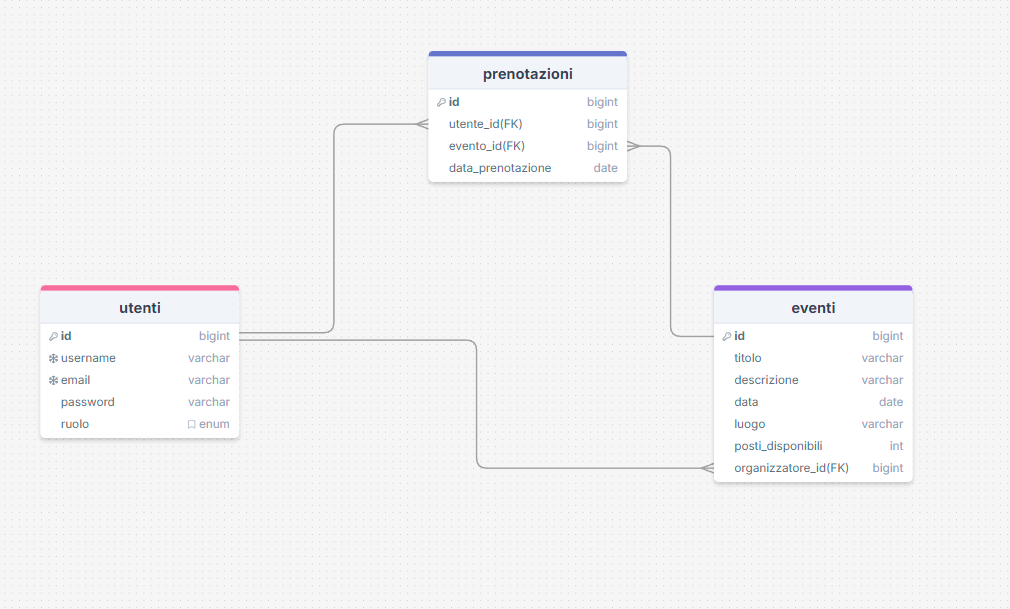 prenotazioni
id bigint
utente_id(FK) bigint
evento_id(FK) bigint
data_prenotazione date
utenti
id bigint
username varchar
email varchar
password varchar
ruolo enum
eventi
id bigint
titolo varchar
descrizione varchar
data date
luogo varchar
posti_disponibili int
organizzatore_id(FK) bigint